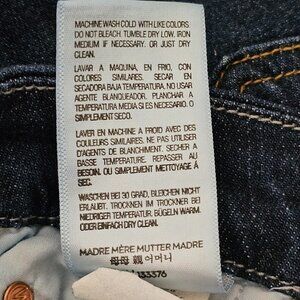 MACHINE WASH COLD WITH LIKE COLORS.
DO NOT BLEACH. TUMBLE DRY LOW. IRON
MEDIUM IF NECESSARY. OR JUST DRY
CLEAN.
LAVAR A MAQUINA, EN FRIO, CON
COLORES SIMILARES. SECAR EN
SECADORA BAJA TEMPERATURA. NO USAR
AGENTE BLANQUEADOR. PLANCHAR A
TEMPERATURA MEDIA SI ES NECESARIO. O
SIMPLEMENT SECO.
LAVER EN MACHINE A FROID AVEC DES
COULEURS SIMILAIRES. NE PAS UTILISER
D'AGENTS DE BLANCHIMENT. SÉCHER A
BASSE TEMPERATURE. REPASSER AU
BESOIN. OU SIMPLEMENT METTOYAGE À
SEC.
WASCHEN BEI 30 GRAD, BLEICHEN NICHT
ERLAUBT. TROCKNEN IM TROCKNER BEI
NIEDRIGER TEMPERATUR. BÜGELN WARM.
ODER EINFACH DRY CLEAN.
MADRE MÈRE MUTTER MADRE
母母 親 어머니
133376